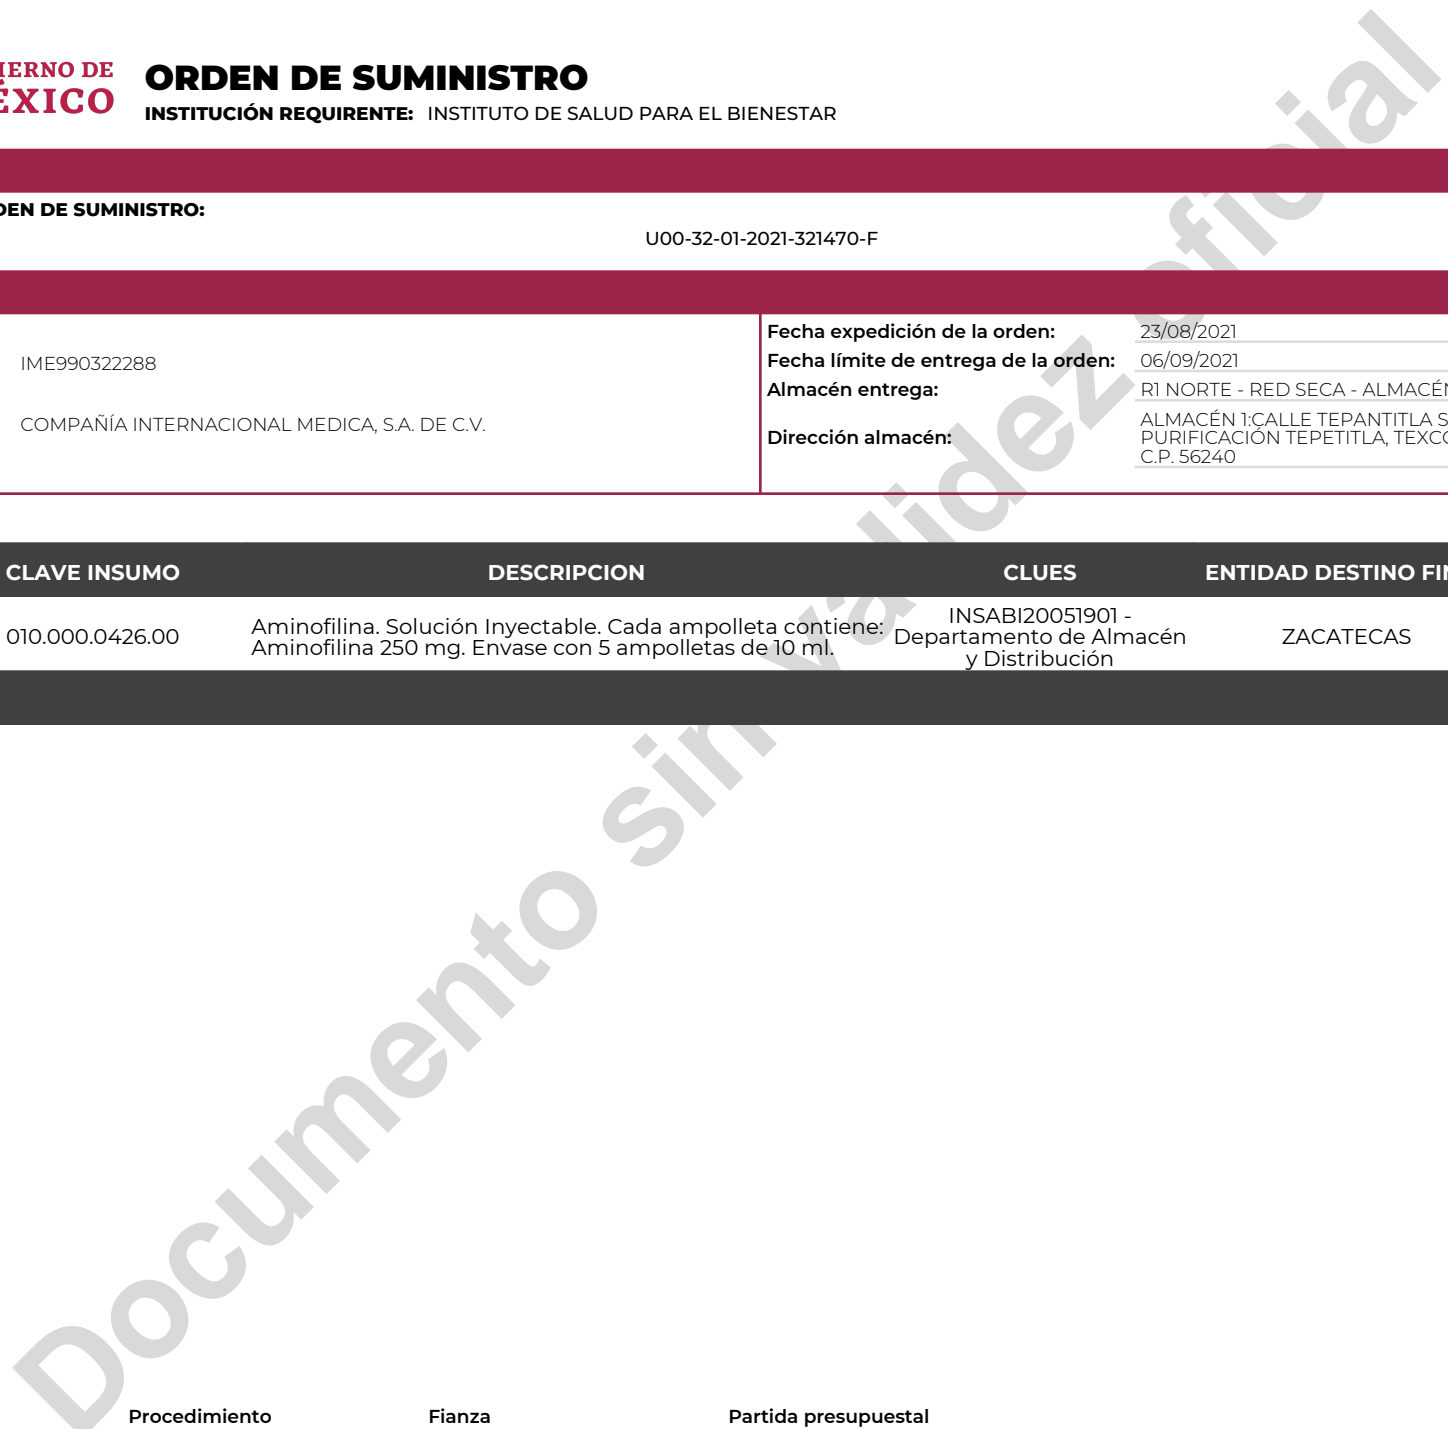 IERNO DE
ÉXICO
ORDEN DE SUMINISTRO
INSTITUCIÓN REQUIRENTE: INSTITUTO DE SALUD PARA EL BIENESTAR
DEN DE SUMINISTRO:
U00-32-01-2021-321470-F
IME990322288
COMPAÑÍA INTERNACIONAL MEDICA, S.A. DE C.V.
Fecha expedición de la orden: 23/08/2021
Fecha límite de entrega de la orden: 06/09/2021
Almacén entrega: R1 NORTE - RED SECA - ALMACÉN
Dirección almacén: ALMACÉN 1:CALLE TEPANTITLA S
PURIFICACIÓN TEPETITLA, TEXCO
C.P. 56240
CLAVE INSUMO DESCRIPCION CLUES ENTIDAD DESTINO FIN
010.000.0426.00
Aminofilina. Solución Inyectable. Cada ampolleta contiene:
Aminofilina 250 mg. Envase con 5 ampolletas de 10 ml.
INSABI20051901 -
Departamento de Almacén
y Distribución
ZACATECAS
Documento sin validez oficial
Procedimiento Fianza Partida presupuestal